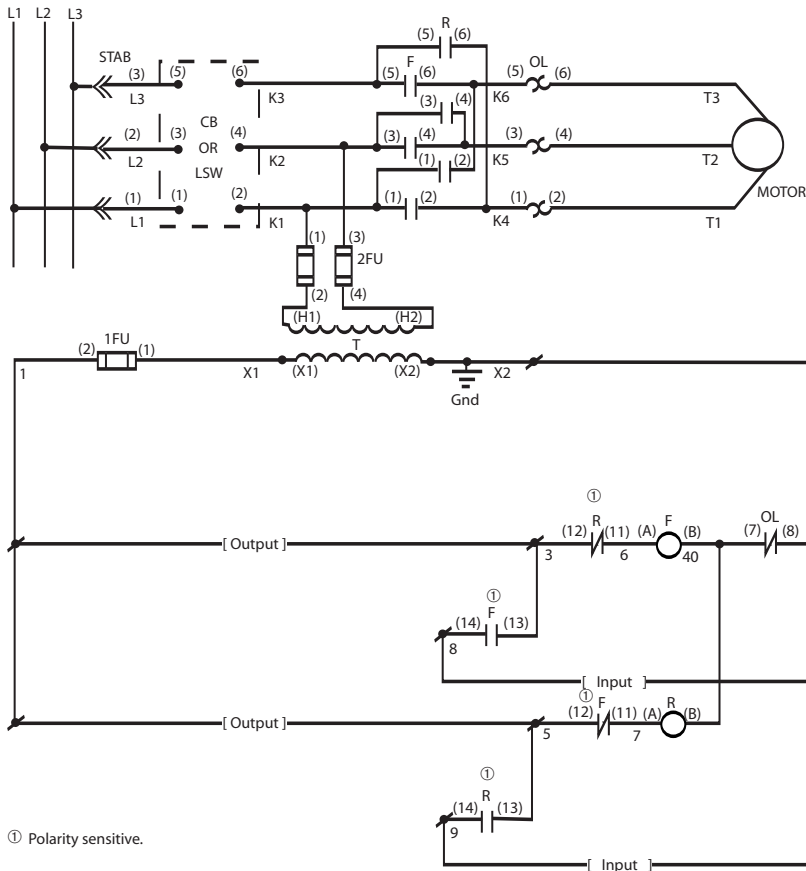 L1 L2 L3
R
(5) (6)
STAB
F
OL
(3) (5) (6) (5) (6) (5) (6)
L3 K3 K6 T3
CB
(3) (4)
(2) (3) OR (4) (3) (4) (3) (4)
L2 K2 K5 T2
LSW
(1) (2)
MOTOR
(1) (1) (2) (1) (2) (1) (2)
L1 K1 K4 T1
(1) (3)
2FU
(2) (4)
(H1) (H2)
1FU
T
(2) (1)
1 X1 (X1) (X2) X2
Gnd
①
R F OL
(12) (11) (A) (B) (7) (8)
[ Output ]
3 6 40
①
F
(14) (13)
8
[ Input ]
① F R
(12) (11) (A) (B)
[ Output ]
5 7
①
R
(14) (13)
9
① Polarity sensitive.
[ Input ]